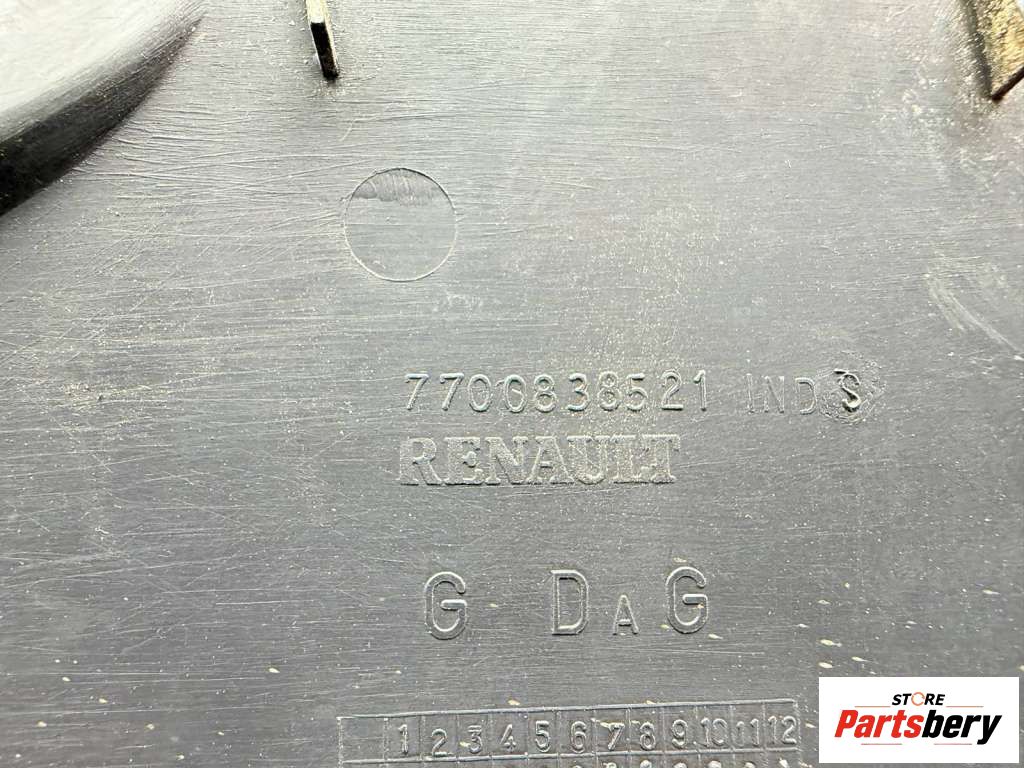 7700838521 IND S
RENAULT
G DAG
1 2 3 4 5 6 7 8 9 10 11 12
STORE
Partsbery